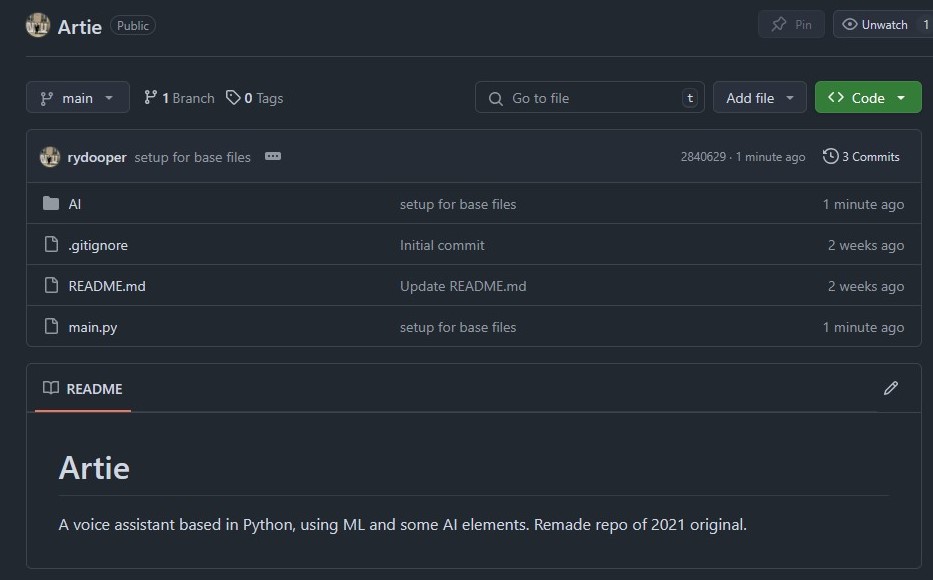 Artie Public Pin Unwatch 1
main 1 Branch 0 Tags Go to file t Add file Code
rydooper setup for base files 2840629 · 1 minute ago 3 Commits
AI setup for base files 1 minute ago
.gitignore Initial commit 2 weeks ago
README.md Update README.md 2 weeks ago
main.py setup for base files 1 minute ago
README
Artie
A voice assistant based in Python, using ML and some AI elements. Remade repo of 2021 original.